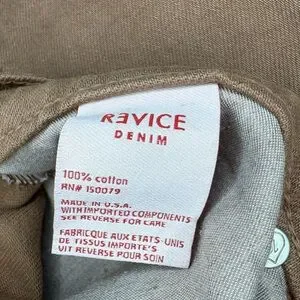 REVICE
DENIM
100% cotton
RN# 150079
MADE IN U.S.A.
WITH IMPORTED COMPONENTS
SEE REVERSE FOR CARE
FABRIQUE AUX ETATS-UNIS
DE TISSUS IMPORTE'S
VIT REVERSE POUR SOIN